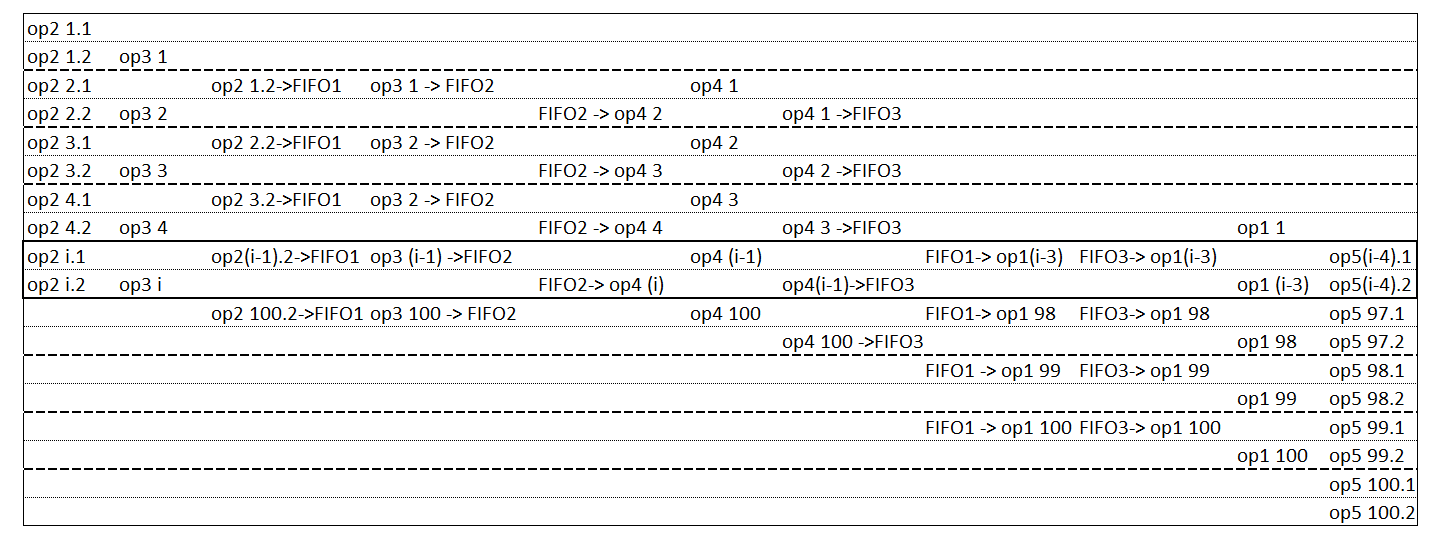 op2 1.1
op2 1.2 op3 1
op2 2.1 op2 1.2->FIFO1 op3 1 -> FIFO2 op4 1
op2 2.2 op3 2 FIFO2 -> op4 2 op4 1 ->FIFO3
op2 3.1 op2 2.2->FIFO1 op3 2 -> FIFO2 op4 2
op2 3.2 op3 3 FIFO2 -> op4 3 op4 2 ->FIFO3
op2 4.1 op2 3.2->FIFO1 op3 2 -> FIFO2 op4 3
op2 4.2 op3 4 FIFO2 -> op4 4 op4 3 ->FIFO3 op1 1
op2 i.1 op2(i-1).2->FIFO1 op3 (i-1) ->FIFO2 op4 (i-1) FIFO1-> op1(i-3) FIFO3-> op1(i-3) op5(i-4).1
op2 i.2 op3 i FIFO2-> op4 (i) op4(i-1)->FIFO3 op1 (i-3) op5(i-4).2
op2 100.2->FIFO1 op3 100 -> FIFO2 op4 100 FIFO1-> op1 98 FIFO3-> op1 98 op5 97.1
op4 100 ->FIFO3 op1 98 op5 97.2
FIFO1 -> op1 99 FIFO3-> op1 99 op5 98.1
op1 99 op5 98.2
FIFO1 -> op1 100 FIFO3-> op1 100 op5 99.1
op1 100 op5 99.2
op5 100.1
op5 100.2